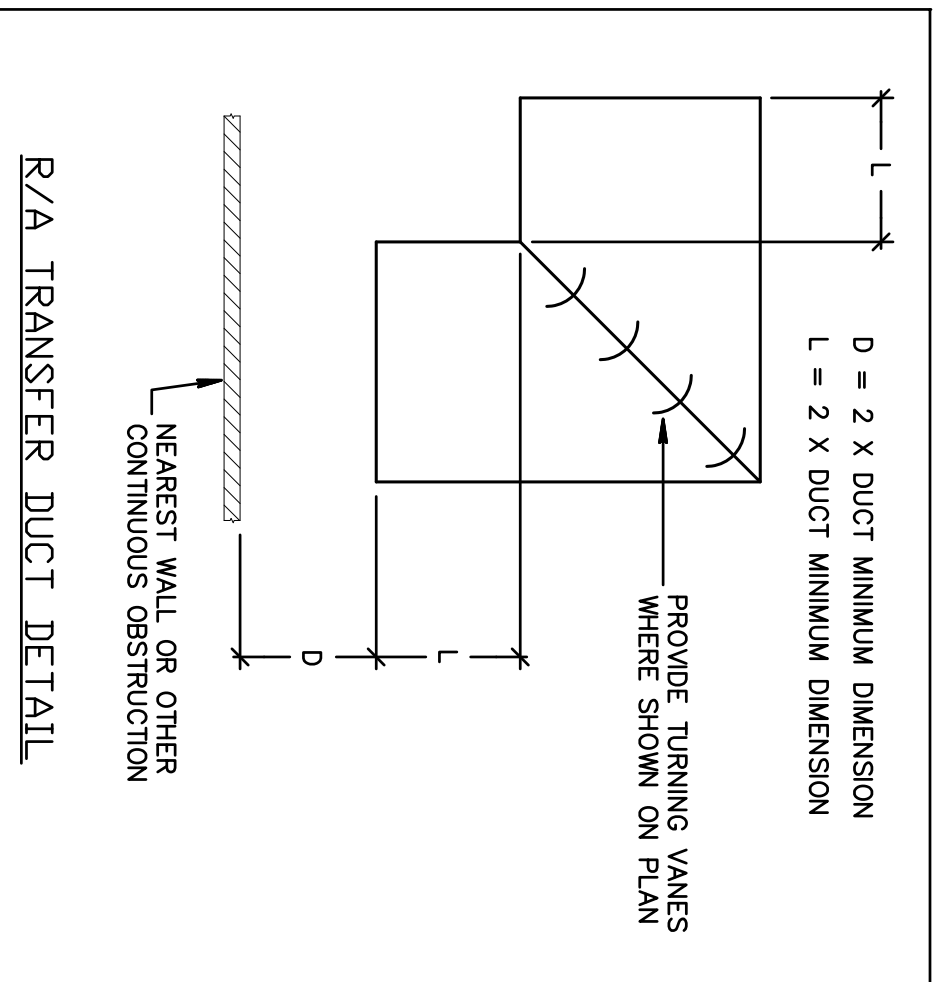 L
D = 2 X DUCT MINIMUM DIMENSION
L = 2 X DUCT MINIMUM DIMENSION
PROVIDE TURNING VANES
WHERE SHOWN ON PLAN
L
D
NEAREST WALL OR OTHER
CONTINUOUS OBSTRUCTION
R/A TRANSFER DUCT DETAIL